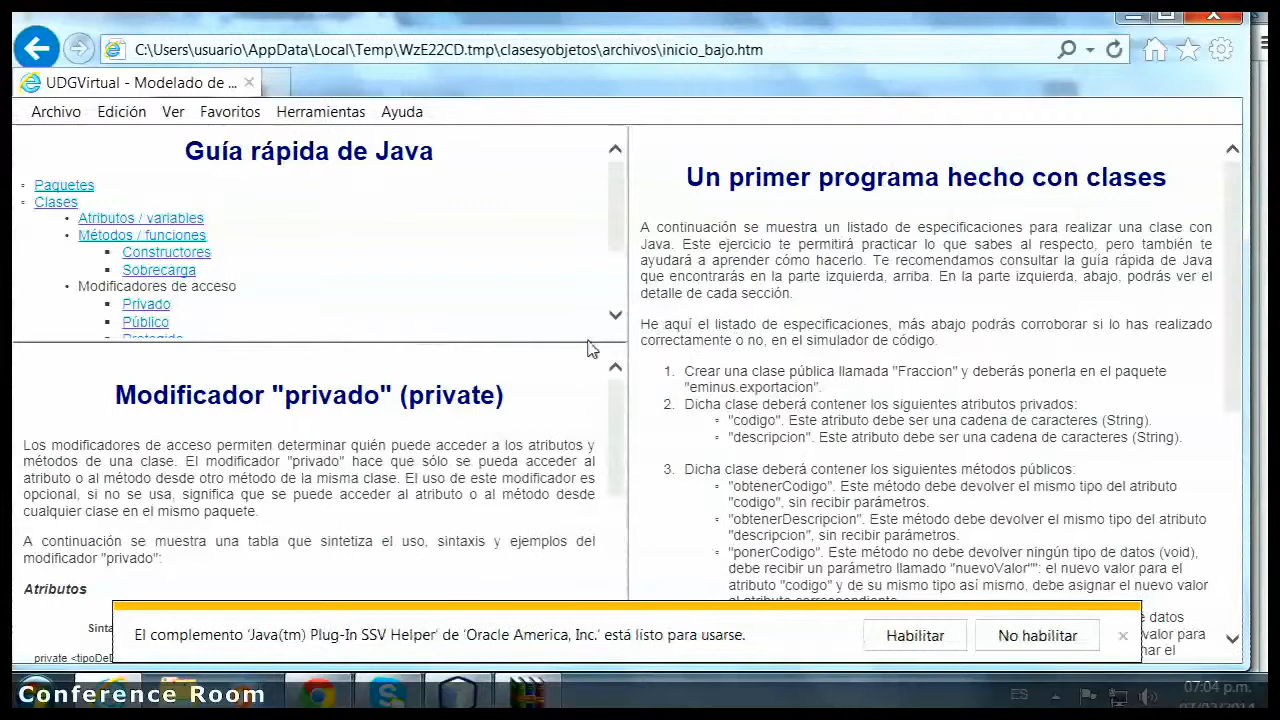 C:\Users\usuario\AppData\Local\Temp\WzE22CD.tmp\clasesyobjetos\archivos\inicio_bajo.htm
UDGVirtual - Modelado de ...
Archivo Edición Ver Favoritos Herramientas Ayuda
Guía rápida de Java
Paquetes
Clases
Atributos / variables
Métodos / funciones
Constructores
Sobrecarga
Modificadores de acceso
Privado
Público
Protegido
Modificador "privado" (private)
Los modificadores de acceso permiten determinar quién puede acceder a los atributos y
métodos de una clase. El modificador "privado" hace que sólo se pueda acceder al
atributo o al método desde otro método de la misma clase. El uso de este modificador es
opcional, si no se usa, significa que se puede acceder al atributo o al método desde
cualquier clase en el mismo paquete.
A continuación se muestra una tabla que sintetiza el uso, sintaxis y ejemplos del
modificador "privado":
Atributos
Sinta
private <tipoDeD
Un primer programa hecho con clases
A continuación se muestra un listado de especificaciones para realizar una clase con
Java. Este ejercicio te permitirá practicar lo que sabes al respecto, pero también te
ayudará a aprender cómo hacerlo. Te recomendamos consultar la guía rápida de Java
que encontrarás en la parte izquierda, arriba. En la parte izquierda, abajo, podrás ver el
detalle de cada sección.
He aquí el listado de especificaciones, más abajo podrás corroborar si lo has realizado
correctamente o no, en el simulador de código.
1. Crear una clase pública llamada "Fraccion" y deberás ponerla en el paquete
"eminus.exportacion".
2. Dicha clase deberá contener los siguientes atributos privados:
"codigo". Este atributo debe ser una cadena de caracteres (String).
"descripcion". Este atributo debe ser una cadena de caracteres (String).
3. Dicha clase deberá contener los siguientes métodos públicos:
"obtenerCodigo". Este método debe devolver el mismo tipo del atributo
"codigo", sin recibir parámetros.
"obtenerDescripcion". Este método debe devolver el mismo tipo del atributo
"descripcion", sin recibir parámetros.
"ponerCodigo". Este método no debe devolver ningún tipo de datos (void),
debe recibir un parámetro llamado "nuevoValor"": el nuevo valor para el
atributo "codigo" y de su mismo tipo así mismo, debe asignar el nuevo valor
al atributo correspondiente.
e datos
valor para
nar el
El complemento 'Java(tm) Plug-In SSV Helper' de 'Oracle America, Inc.' está listo para usarse.
Habilitar No habilitar
Conference Room
ES
07:04 p.m.